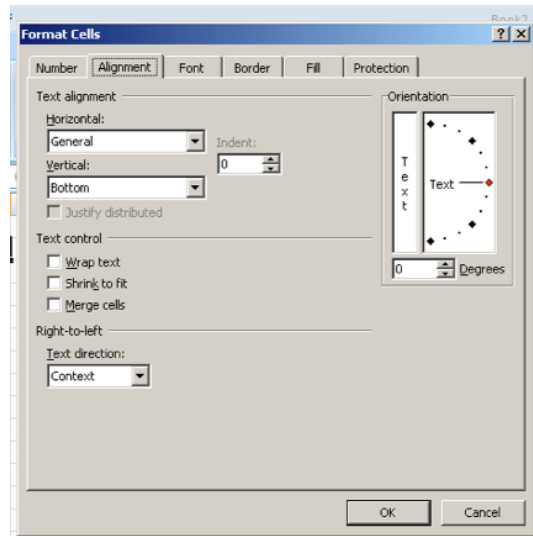 Book2
Format Cells
Number Alignment Font Border Fill Protection
Text alignment
Horizontal:
General
Indent:
0
Vertical:
Bottom
Justify distributed
Text control
Wrap text
Shrink to fit
Merge cells
Right-to-left
Text direction:
Context
Orientation
Text
Text
0 Degrees
OK Cancel